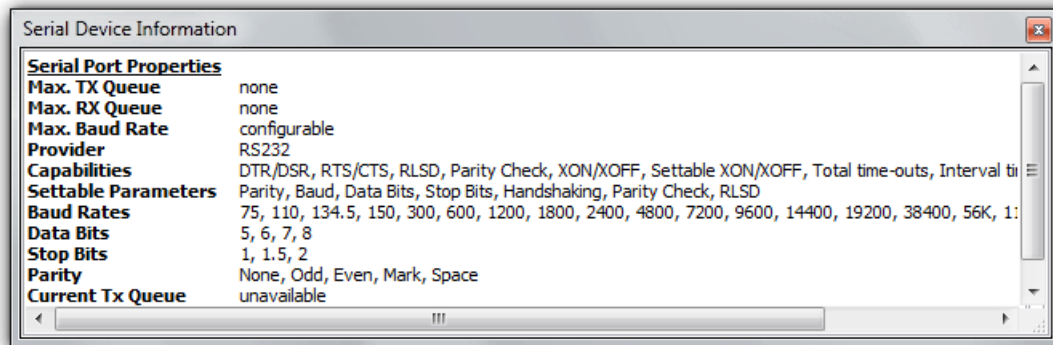 Serial Device Information
Serial Port Properties
Max. TX Queue none
Max. RX Queue none
Max. Baud Rate configurable
Provider RS232
Capabilities DTR/DSR, RTS/CTS, RLSD, Parity Check, XON/XOFF, Settable XON/XOFF, Total time-outs, Interval
Settable Parameters Parity, Baud, Data Bits, Stop Bits, Handshaking, Parity Check, RLSD
Baud Rates 75, 110, 134.5, 150, 300, 600, 1200, 1800, 2400, 4800, 7200, 9600, 14400, 19200, 38400, 56K,
Data Bits 5, 6, 7, 8
Stop Bits 1, 1.5, 2
Parity None, Odd, Even, Mark, Space
Current Tx Queue unavailable